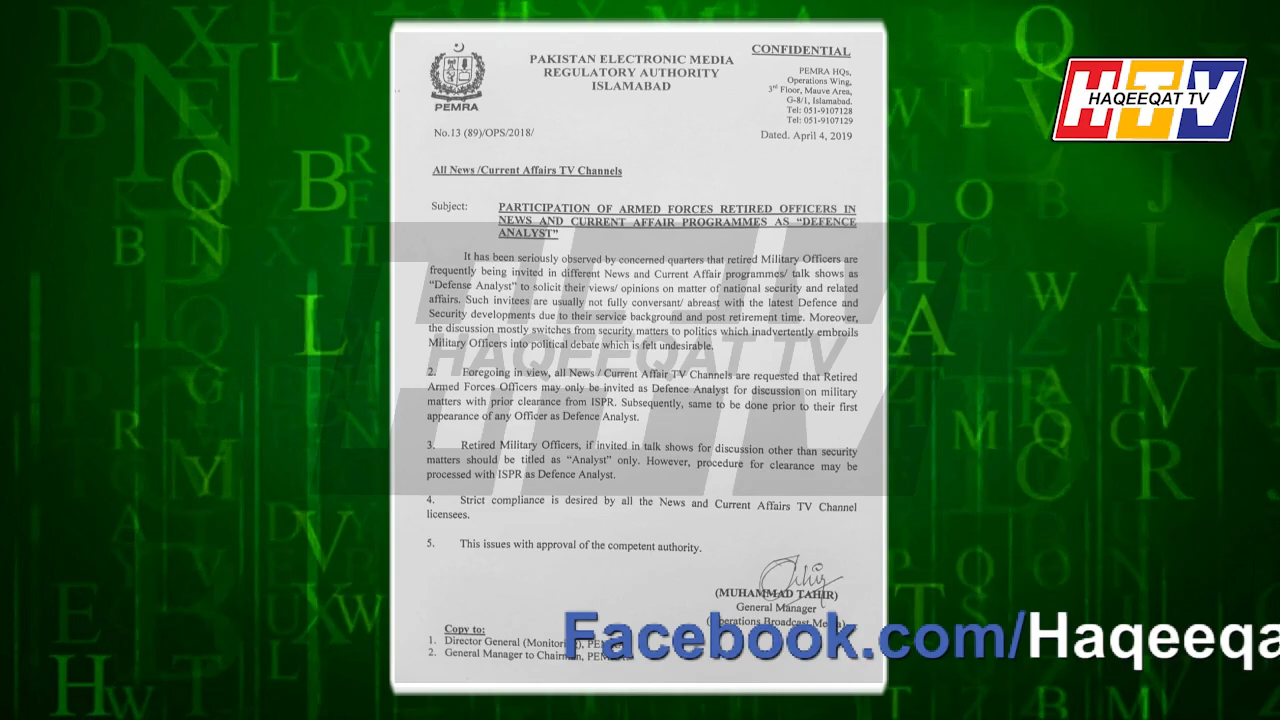 CONFIDENTIAL
PAKISTAN ELECTRONIC MEDIA
REGULATORY AUTHORITY
ISLAMABAD
PEMRA
PEMRA HQs,
Operations Wing,
3rd Floor, Mauve Area,
G-8/1, Islamabad.
Tel: 051-9107128
Tel: 051-9107129
No.13 (89)/OPS/2018/
Dated. April 4, 2019
HTV
HAQEEQAT TV
All News /Current Affairs TV Channels
Subject: PARTICIPATION OF ARMED FORCES RETIRED OFFICERS IN
NEWS AND CURRENT AFFAIR PROGRAMMES AS “DEFENCE
ANALYST”
It has been seriously observed by concerned quarters that retired Military Officers are
frequently being invited in different News and Current Affair programmes/ talk shows as
“Defense Analyst” to solicit their views/ opinions on matter of national security and related
affairs. Such invitees are usually not fully conversant/ abreast with the latest Defence and
Security developments due to their service background and post retirement time. Moreover,
the discussion mostly switches from security matters to politics which inadvertently embroils
Military Officers into political debate which is felt undesirable.
HAQEEQAT TV
2. Foregoing in view, all News / Current Affair TV Channels are requested that Retired
Armed Forces Officers may only be invited as Defence Analyst for discussion on military
matters with prior clearance from ISPR. Subsequently, same to be done prior to their first
appearance of any Officer as Defence Analyst.
3. Retired Military Officers, if invited in talk shows for discussion other than security
matters should be titled as “Analyst” only. However, procedure for clearance may be
processed with ISPR as Defence Analyst.
4. Strict compliance is desired by all the News and Current Affairs TV Channel
licensees.
5. This issues with approval of the competent authority.
(MUHAMMAD TAHIR)
General Manager
(Operations Broadcast Media)
Copy to:
1. Director General (Monitoring), PE
2. General Manager to Chairman, PEM
Facebook.com/Haqeeqa